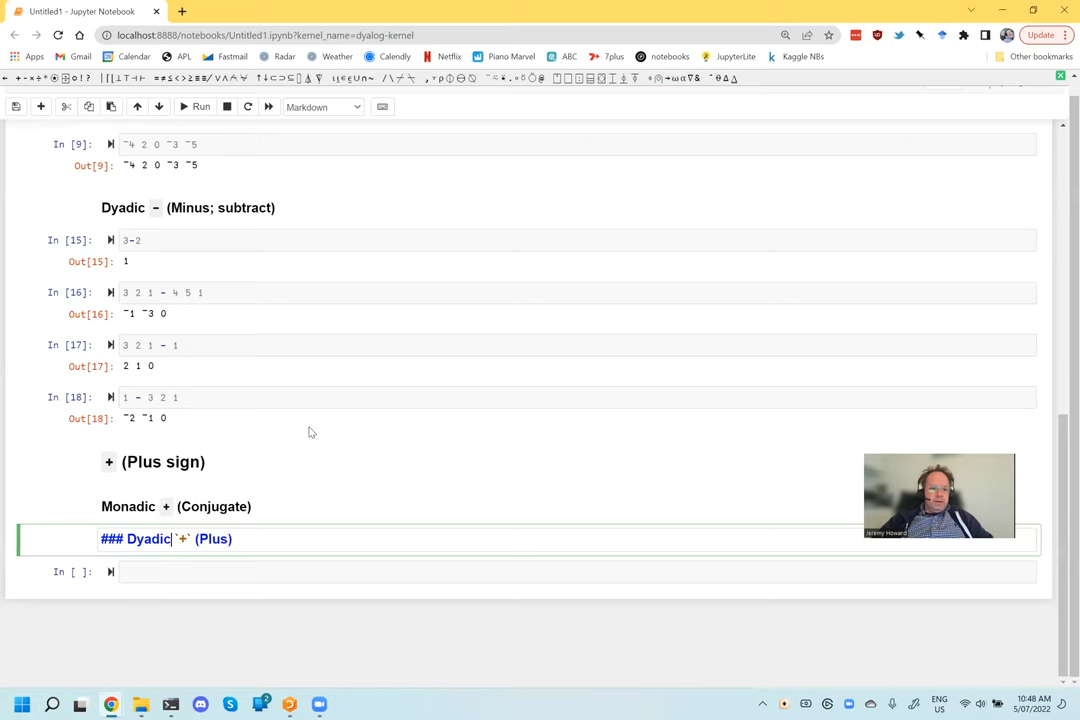 Untitled1 - Jupyter Notebook
localhost:8888/notebooks/Untitled1.ipynb?kernel_name=dyalog-kernel
Update
Apps Gmail Calendar APL Fastmail Radar Weather Calendly Netflix Piano Marvel ABC 7plus notebooks JupyterLite Kaggle NBs Other bookmarks
Run Markdown
In [9]: ¯4 2 0 ¯3 ¯5
Out[9]: ¯4 2 0 ¯3 ¯5
Dyadic - (Minus; subtract)
In [15]: 3-2
Out[15]: 1
In [16]: 3 2 1 - 4 5 1
Out[16]: ¯1 ¯3 0
In [17]: 3 2 1 - 1
Out[17]: 2 1 0
In [18]: 1 - 3 2 1
Out[18]: ¯2 ¯1 0
+ (Plus sign)
Monadic + (Conjugate)
### Dyadic `+` (Plus)
In [ ]:
Jeremy Howard
2
ENG
US
10:48 AM
5/07/2022